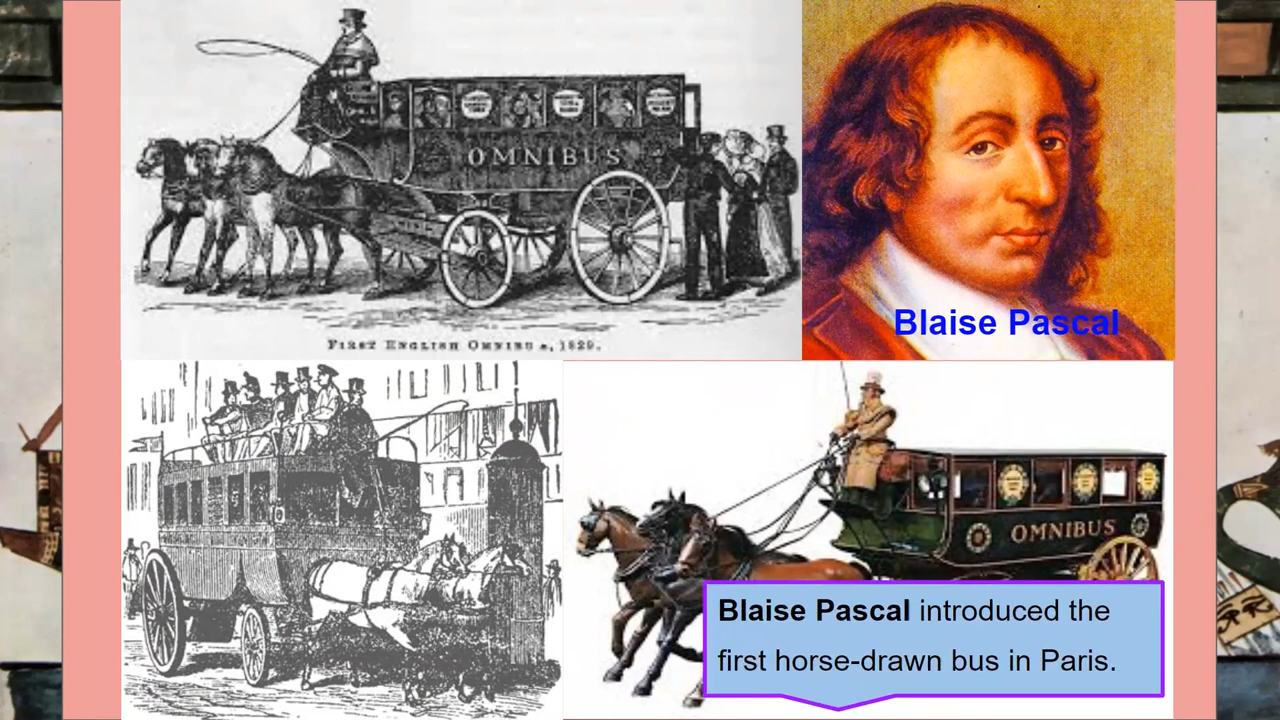 OMNIBUS
FIRST ENGLISH OMNIBUS, 1829.
Blaise Pascal
OMNIBUS
Blaise Pascal introduced the
first horse-drawn bus in Paris.